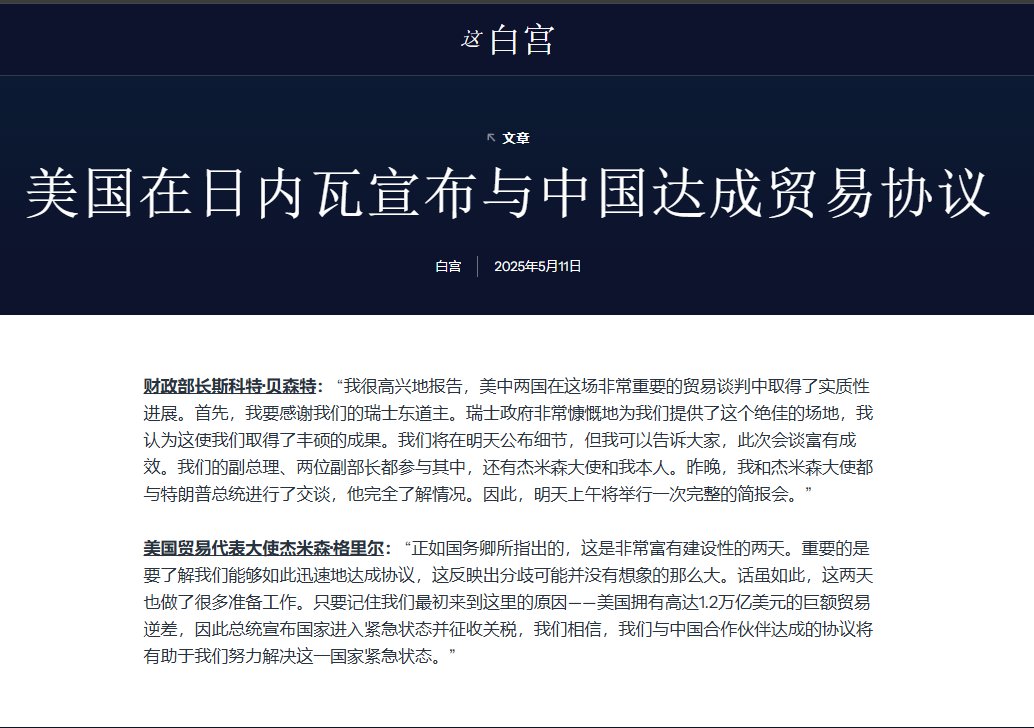 这 白宫
文章
美国在日内瓦宣布与中国达成贸易协议
白宫 2025年5月11日
财政部长斯科特·贝森特：“我很高兴地报告，美中两国在这场非常重要的贸易谈判中取得了实质性
进展。首先，我要感谢我们的瑞士东道主。瑞士政府非常慷慨地为我们提供了这个绝佳的场地，我
认为这使我们取得了丰硕的成果。我们将在明天公布细节，但我可以告诉大家，此次会谈富有成
效。我们的副总理、两位副部长都参与其中，还有杰米森大使和我本人。昨晚，我和杰米森大使都
与特朗普总统进行了交谈，他完全了解情况。因此，明天上午将举行一次完整的简报会。”
美国贸易代表大使杰米森·格里尔：“正如国务卿所指出的，这是非常富有建设性的两天。重要的是
要了解我们能够如此迅速地达成协议，这反映出分歧可能并没有想象的那么大。话虽如此，这两天
也做了很多准备工作。只要记住我们最初来到这里的原因——美国拥有高达1.2万亿美元的巨额贸易
逆差，因此总统宣布国家进入紧急状态并征收关税，我们相信，我们与中国合作伙伴达成的协议将
有助于我们努力解决这一国家紧急状态。”